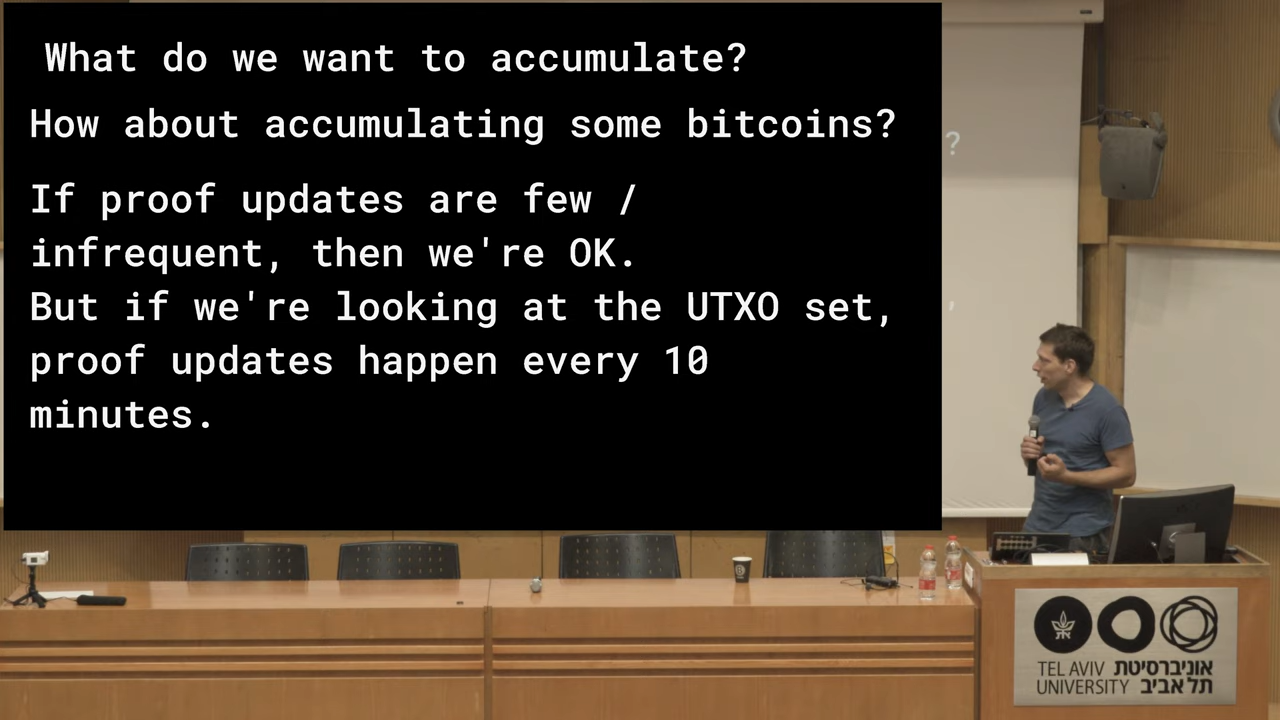 What do we want to accumulate?
How about accumulating some bitcoins?
If proof updates are few /
infrequent, then we're OK.
But if we're looking at the UTXO set,
proof updates happen every 10
minutes.
?
,
TEL AVIV אוניברסיטת
UNIVERSITY תל אביב